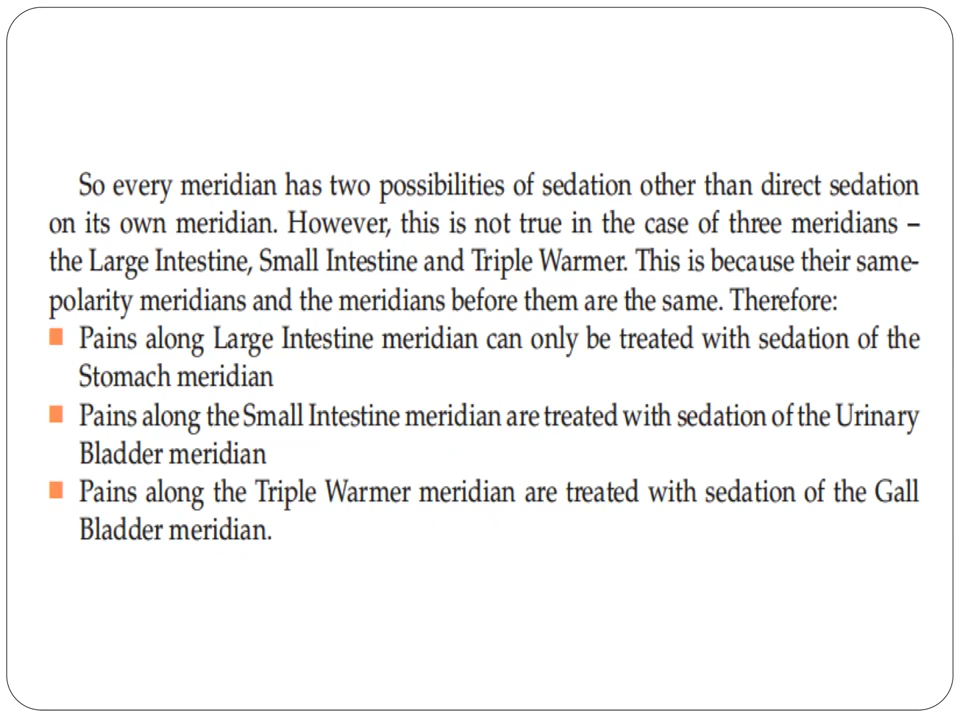 So every meridian has two possibilities of sedation other than direct sedation
on its own meridian. However, this is not true in the case of three meridians –
the Large Intestine, Small Intestine and Triple Warmer. This is because their same-
polarity meridians and the meridians before them are the same. Therefore:
■ Pains along Large Intestine meridian can only be treated with sedation of the
Stomach meridian
■ Pains along the Small Intestine meridian are treated with sedation of the Urinary
Bladder meridian
■ Pains along the Triple Warmer meridian are treated with sedation of the Gall
Bladder meridian.